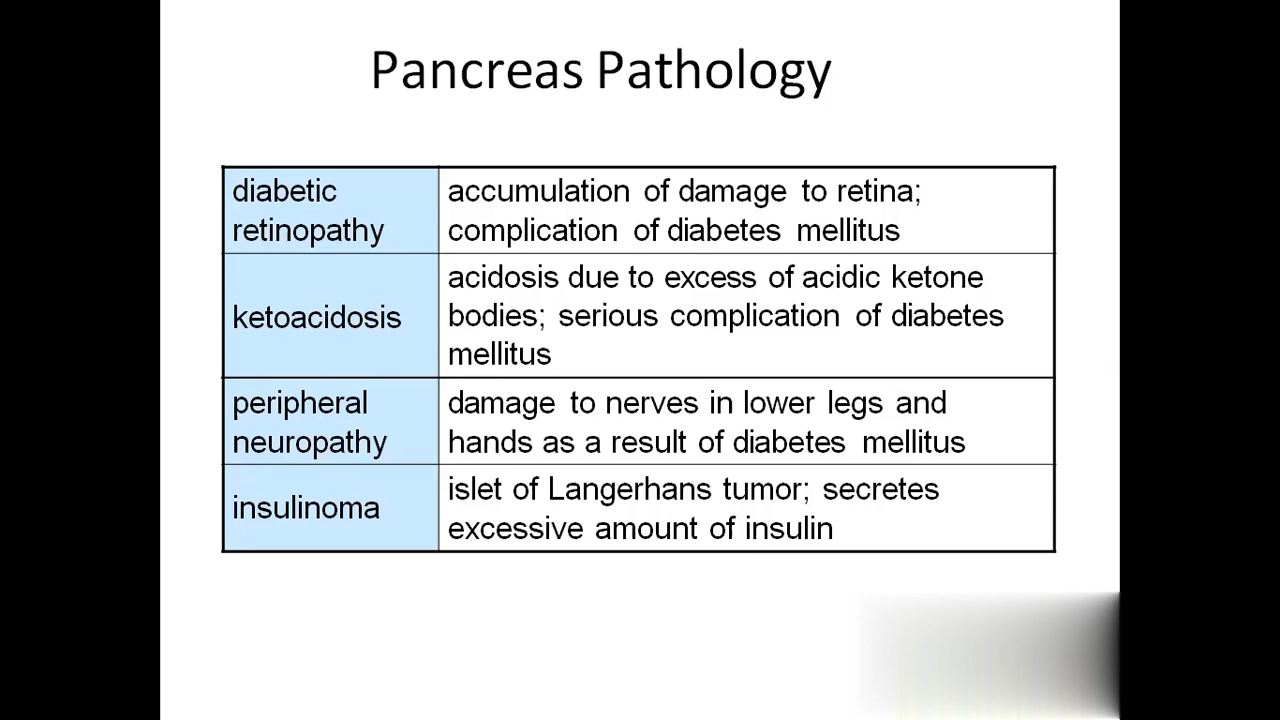 Pancreas Pathology
diabetic
retinopathy
accumulation of damage to retina;
complication of diabetes mellitus
ketoacidosis
acidosis due to excess of acidic ketone
bodies; serious complication of diabetes
mellitus
peripheral
neuropathy
damage to nerves in lower legs and
hands as a result of diabetes mellitus
insulinoma
islet of Langerhans tumor; secretes
excessive amount of insulin